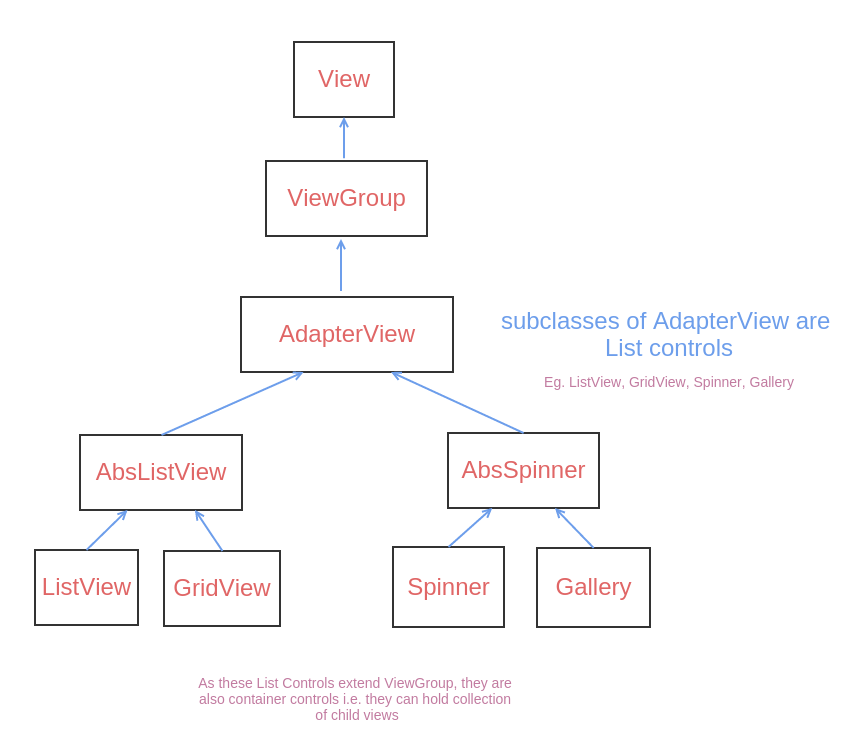 View
ViewGroup
AdapterView
subclasses of AdapterView are
List controls
Eg. ListView, GridView, Spinner, Gallery
AbsListView
AbsSpinner
ListView
GridView
Spinner
Gallery
As these List Controls extend ViewGroup, they are
also container controls i.e. they can hold collection
of child views